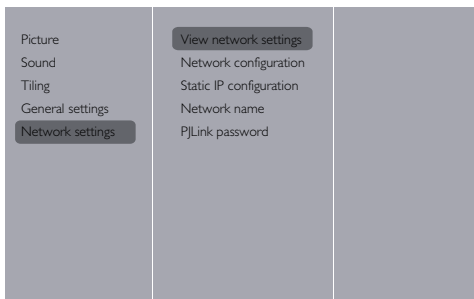 Picture
Sound
Tiling
General settings
Network settings
View network settings
Network configuration
Static IP configuration
Network name
PJLink password